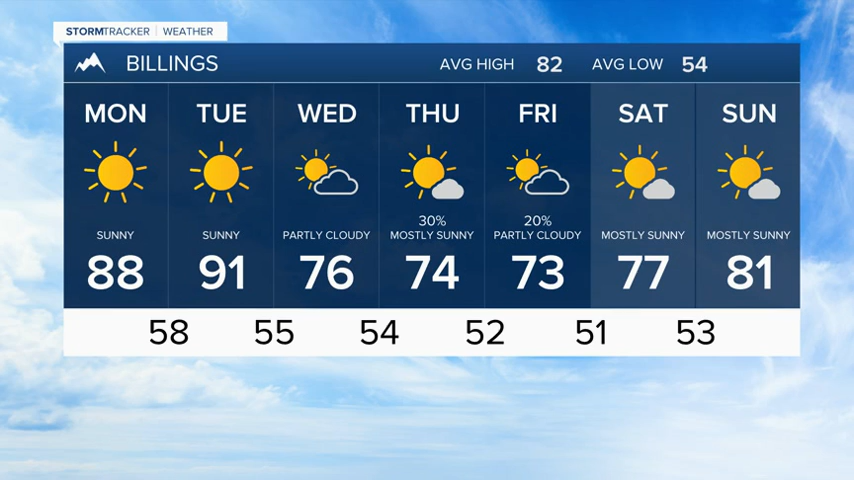 STORMTRACKER | WEATHER
BILLINGS AVG HIGH 82 AVG LOW 54
MON TUE WED THU FRI SAT SUN
30% 20%
SUNNY SUNNY PARTLY CLOUDY MOSTLY SUNNY PARTLY CLOUDY MOSTLY SUNNY MOSTLY SUNNY
88 91 76 74 73 77 81
58 55 54 52 51 53